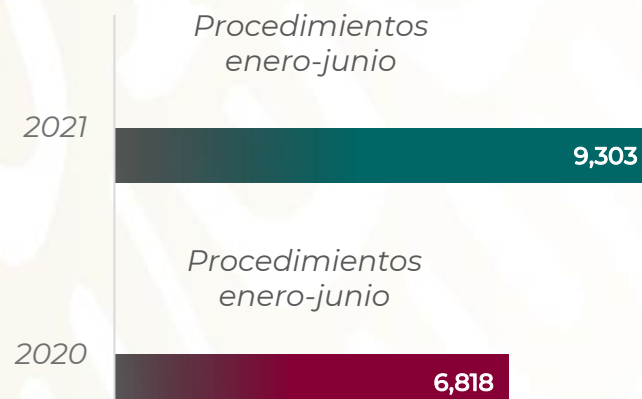 Procedimientos
enero-junio
2021
9,303
Procedimientos
enero-junio
2020
6,818